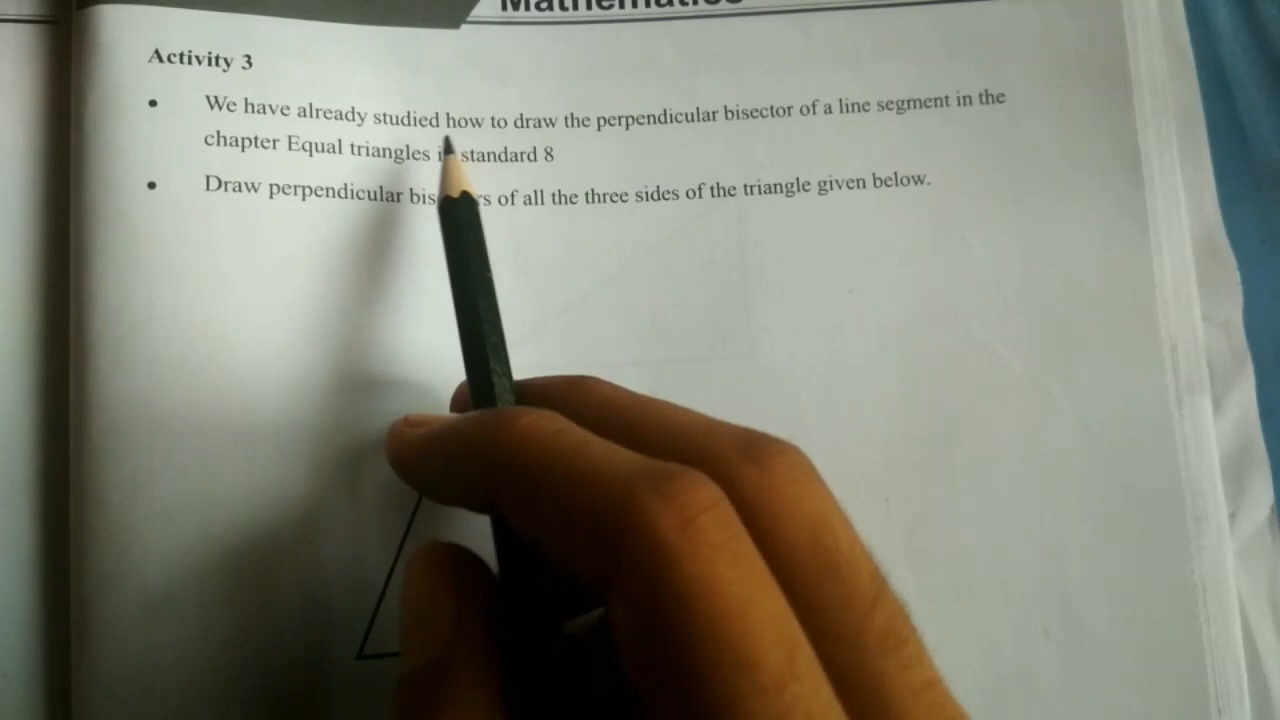 Mathematics
Activity 3
• We have already studied how to draw the perpendicular bisector of a line segment in the
chapter Equal triangles in standard 8
• Draw perpendicular of all the three sides of the triangle given below.